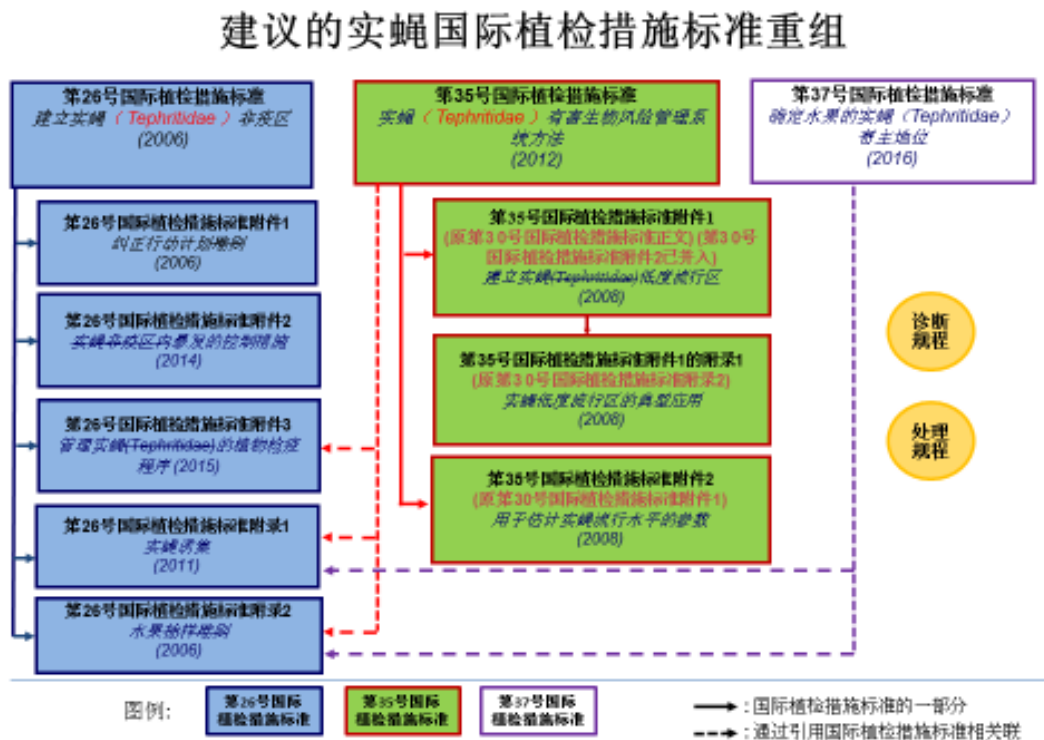 建议的实蝇国际植检措施标准重组
第26号国际植检措施标准
建立实蝇（Tephritidae）非疫区
(2006)
第35号国际植检措施标准
实蝇（Tephritidae）有害生物风险管理系
统方法
(2012)
第37号国际植检措施标准
确定水果的实蝇（Tephritidae）
寄主地位
(2016)
第26号国际植检措施标准附件1
纠正行动计划准则
(2006)
第26号国际植检措施标准附件2
实蝇非疫区内暴发的控制措施
(2014)
第26号国际植检措施标准附件3
管理实蝇(Tephritidae)的植物检疫
程序 (2015)
第26号国际植检措施标准附录1
实蝇诱集
(2011)
第26号国际植检措施标准附录2
水果抽样准则
(2006)
第35号国际植检措施标准附件1
(原第30号国际植检措施标准正文) (第30号
国际植检措施标准附件2已并入)
建立实蝇(Tephritidae)低度流行区
(2008)
第35号国际植检措施标准附件1的附录1
(原第30号国际植检措施标准附录2)
实蝇低度流行区的典型应用
(2008)
第35号国际植检措施标准附件2
(原第30号国际植检措施标准附件1)
用于估计实蝇流行水平的参数
(2008)
诊断
规程
处理
规程
图例:
第26号国际
植检措施标准
第35号国际
植检措施标准
第37号国际
植检措施标准
: 国际植检措施标准的一部分
: 通过引用国际植检措施标准相关联